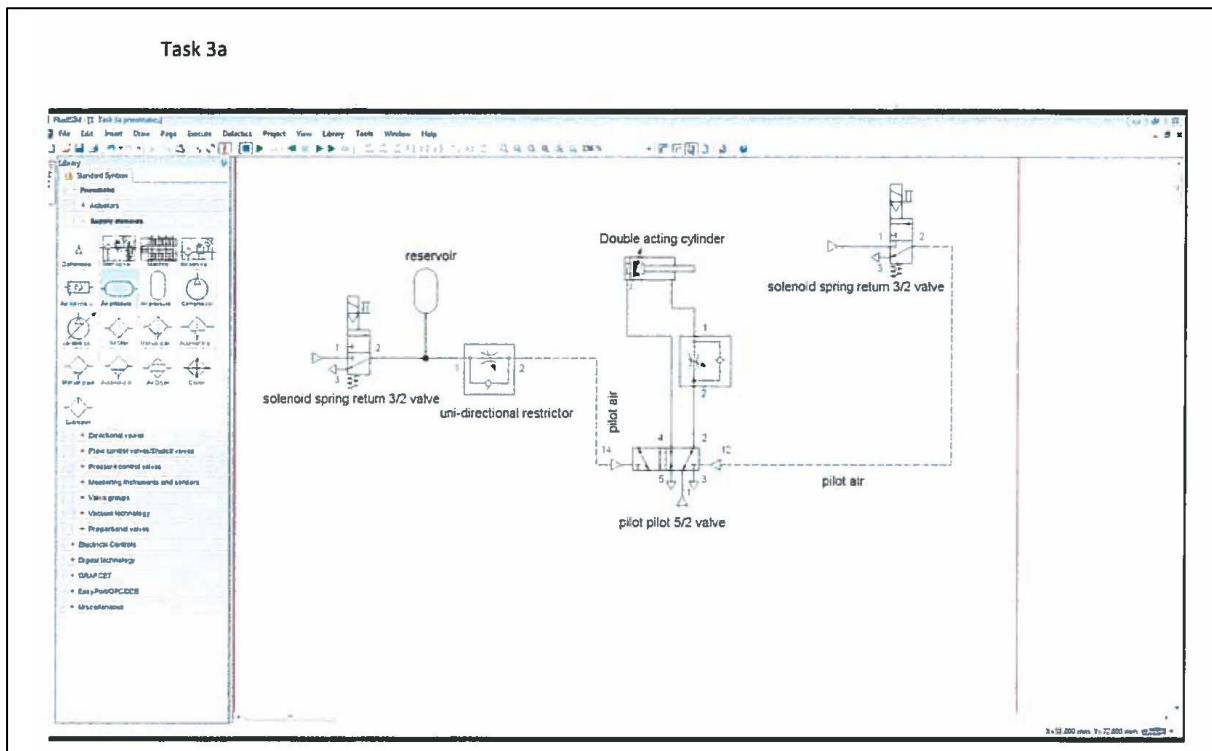 Task 3a
File Edit Insert Draw Page Execute Didactics Project View Library Tools Window Help
Library
Standard Symbols
Pneumatic
+ Actuators
- Supply elements
+ Directional valves
+ Flow control valves/Shutoff valves
+ Pressure control valves
+ Measuring instruments and sensors
+ Valve groups
+ Vacuum technology
+ Proportional valves
+ Electrical Controls
+ Digital technology
+ GRAFCET
+ EasyPort/OPC/DDE
+ Miscellaneous
reservoir
1
2
3
solenoid spring return 3/2 valve
1
2
uni-directional restrictor
Double acting cylinder
1
2
pilot air
14
4
2
12
5
3
1
pilot pilot 5/2 valve
1
2
3
solenoid spring return 3/2 valve
pilot air